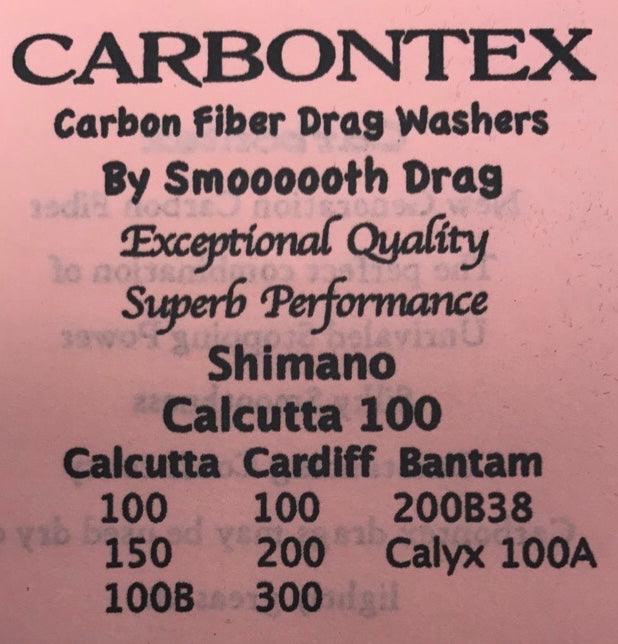 CARBONTEX
Carbon Fiber Drag Washers
By Smoooooth Drag
Exceptional Quality
Superb Performance
Shimano
Calcutta 100
Calcutta Cardiff Bantam
100 100 200B38
150 200 Calyx 100A
100B 300